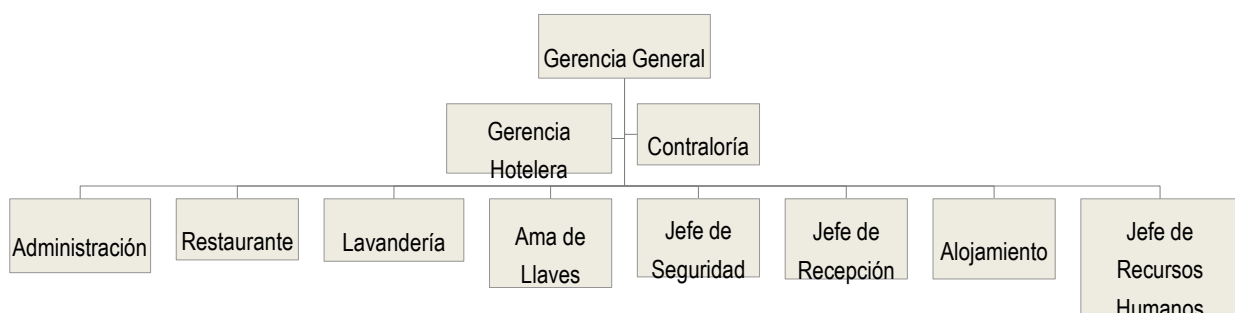 Gerencia General
Gerencia
Hotelera
Contraloría
Administración
Restaurante
Lavandería
Ama de
Llaves
Jefe de
Seguridad
Jefe de
Recepción
Alojamiento
Jefe de
Recursos
Humanos